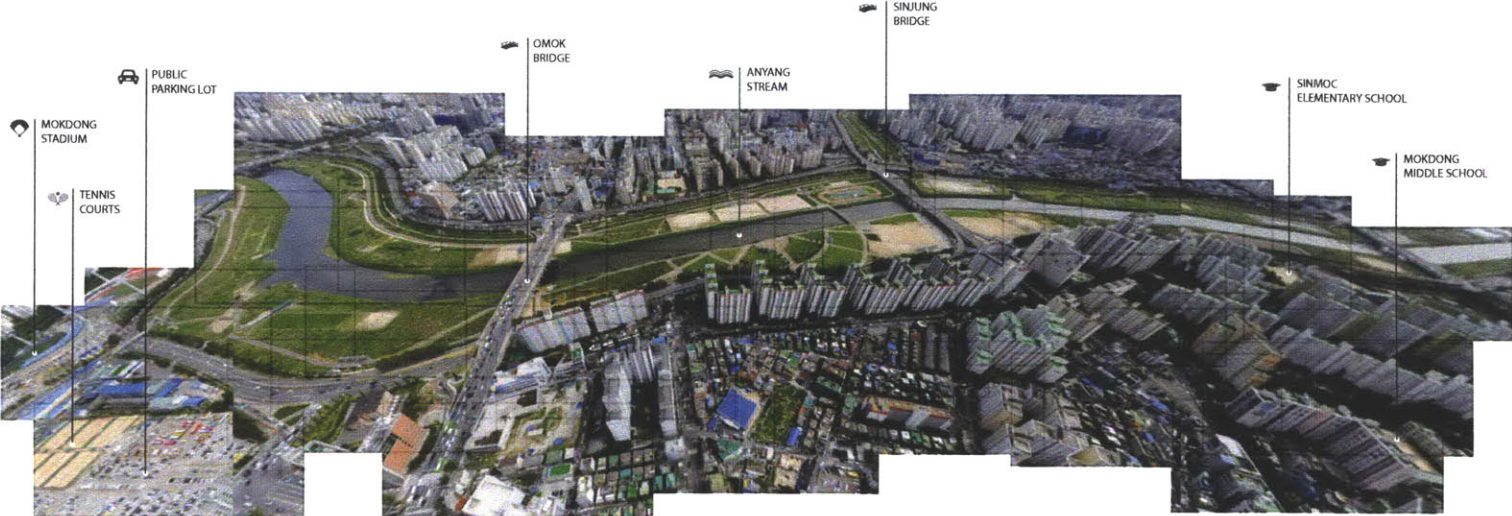 MOKDONG
STADIUM
TENNIS
COURTS
PUBLIC
PARKING LOT
OMOK
BRIDGE
ANYANG
STREAM
SINJUNG
BRIDGE
SINMOC
ELEMENTARY SCHOOL
MOKDONG
MIDDLE SCHOOL